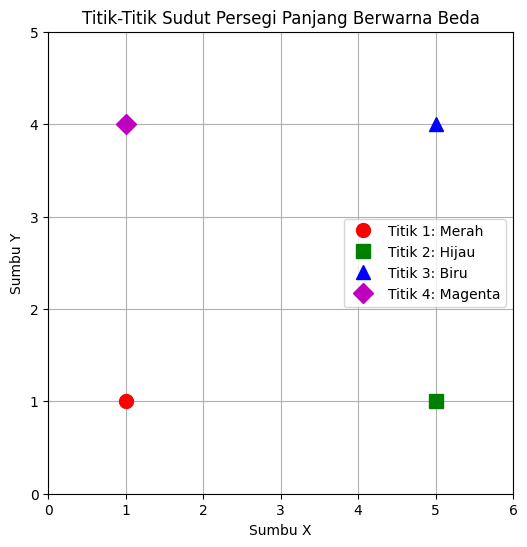 Titik-Titik Sudut Persegi Panjang Berwarna Beda
5
4
3
2
1
0
Sumbu Y
Titik 1: Merah
Titik 2: Hijau
Titik 3: Biru
Titik 4: Magenta
0 1 2 3 4 5 6
Sumbu X